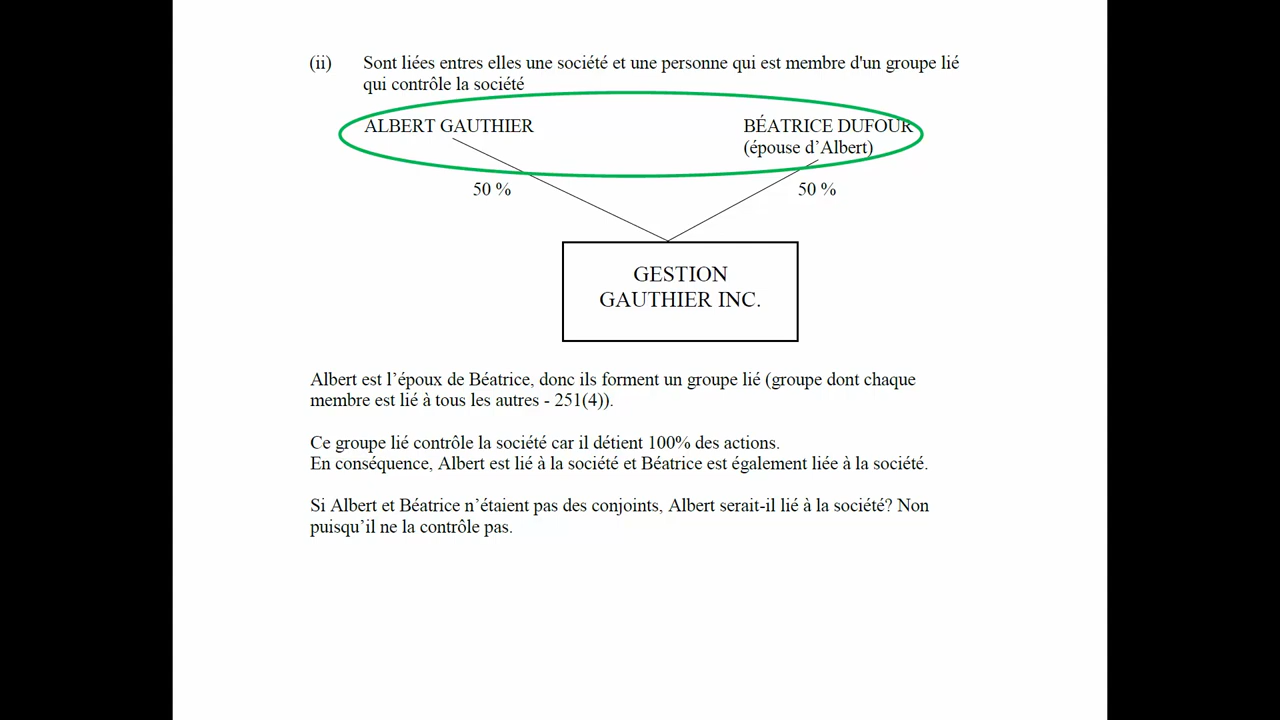 (ii) Sont liées entres elles une société et une personne qui est membre d'un groupe lié
qui contrôle la société
ALBERT GAUTHIER BÉATRICE DUFOUR
(épouse d’Albert)
50 % 50 %
GESTION
GAUTHIER INC.
Albert est l’époux de Béatrice, donc ils forment un groupe lié (groupe dont chaque
membre est lié à tous les autres - 251(4)).
Ce groupe lié contrôle la société car il détient 100% des actions.
En conséquence, Albert est lié à la société et Béatrice est également liée à la société.
Si Albert et Béatrice n’étaient pas des conjoints, Albert serait-il lié à la société? Non
puisqu’il ne la contrôle pas.